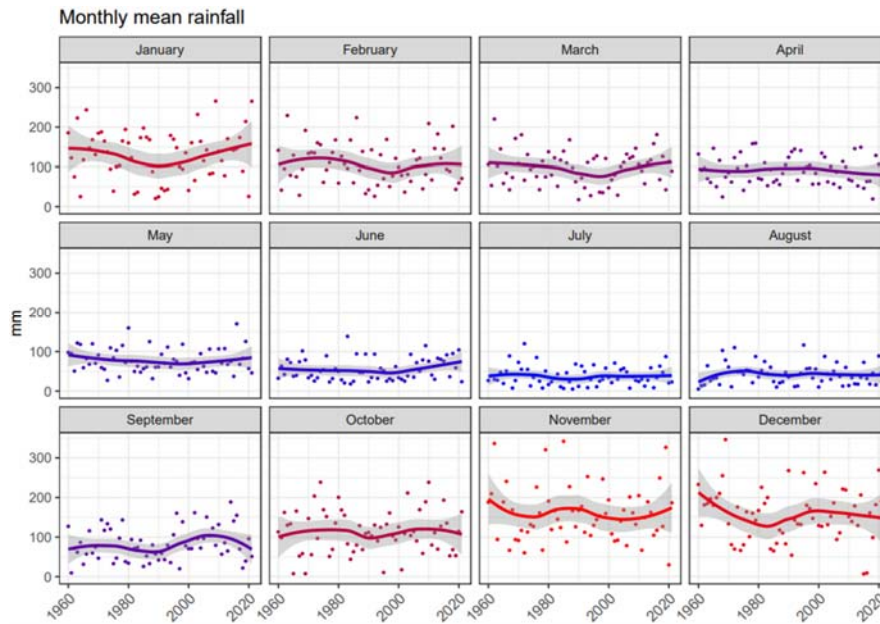 Monthly mean rainfall
January February March April
300
200
100
0
May June July August
mm
300
200
100
0
September October November December
300
200
100
0
1960 1980 2000 2020 1960 1980 2000 2020 1960 1980 2000 2020 1960 1980 2000 2020